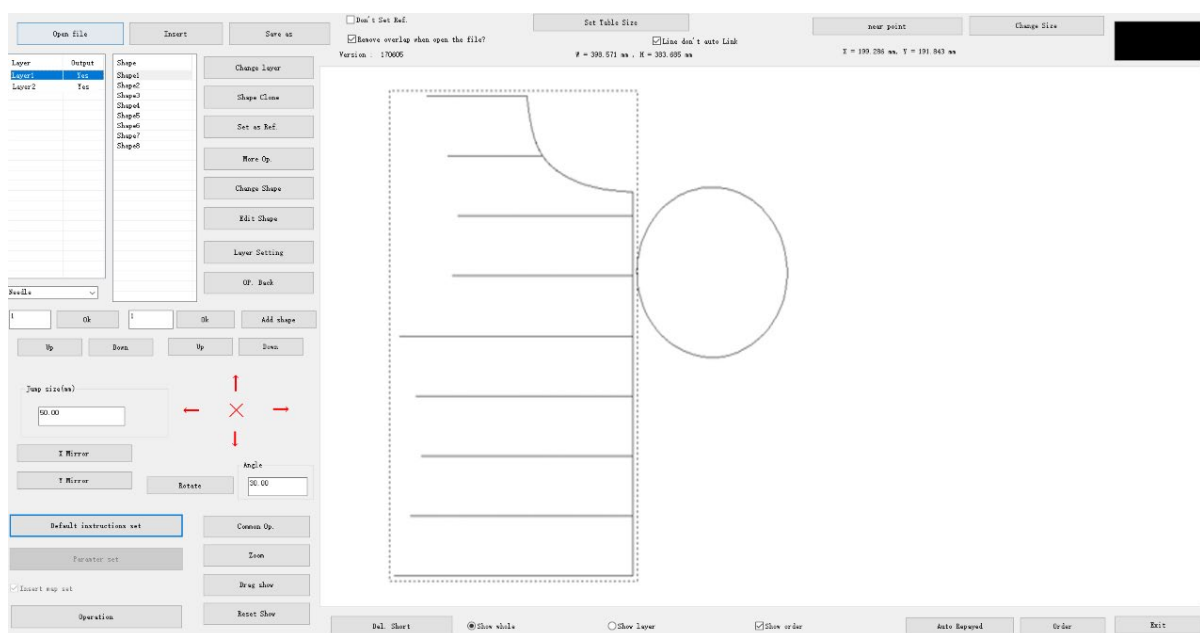 Open file Insert Save as
Don't Set Ref. Set Table Size near point Change Size
Remove overlap when open the file? Line don't auto Link
Version : 170605 W = 398.571 mm , H = 383.685 mm X = 199.286 mm, Y = 191.843 mm
Layer Output Shape
Layer1 Yes Shape1
Layer2 Yes Shape2
Shape3
Shape4
Shape5
Shape6
Shape7
Shape8
Change layer
Shape Clone
Set as Ref.
More Op.
Change Shape
Edit Shape
Layer Setting
OP. Back
Needle
1 Ok 1 Ok Add shape
Up Down Up Down
Jump size(mm)
50.00
X Mirror
Y Mirror
Rotate
Angle
30.00
Default instructions set Common Op.
Paramter set Zoom
Insert map set Drag show
Operation Reset Show
Del. Short Show whole Show layer Show order Auto Repayed Order Exit